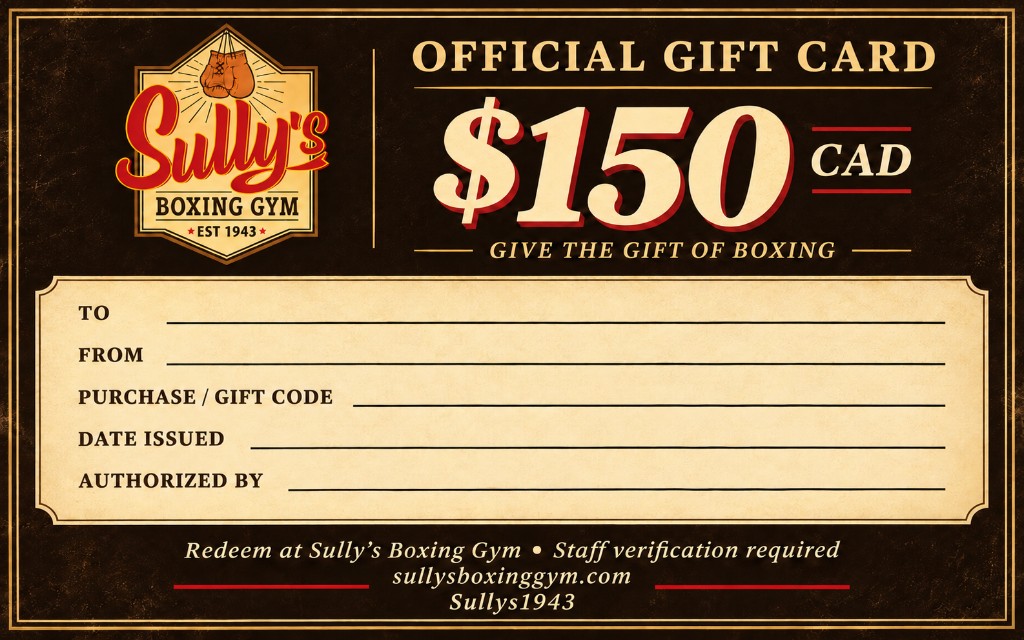 Sully's
BOXING GYM
EST 1943
OFFICIAL GIFT CARD
$150
CAD
GIVE THE GIFT OF BOXING
TO
FROM
PURCHASE / GIFT CODE
DATE ISSUED
AUTHORIZED BY
Redeem at Sully's Boxing Gym • Staff verification required
sullysboxinggym.com
Sullys1943